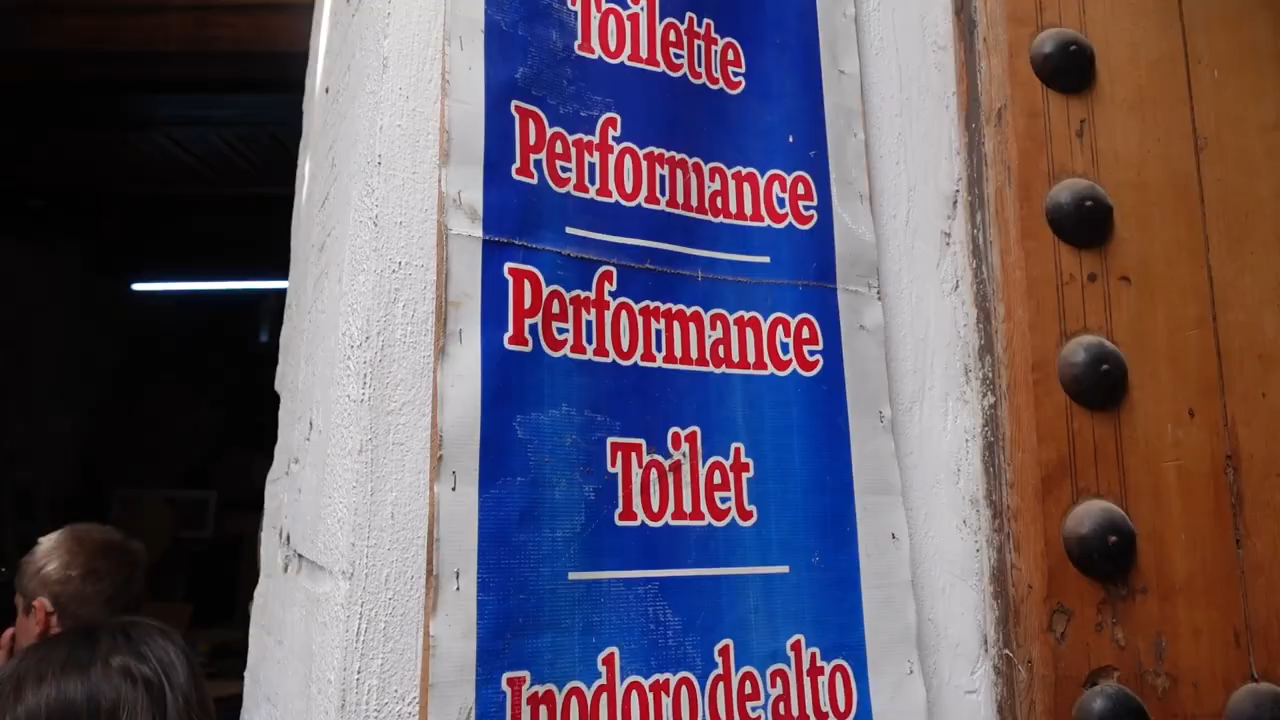 Toilette
Performance
Performance
Toilet
Inodoro de alto